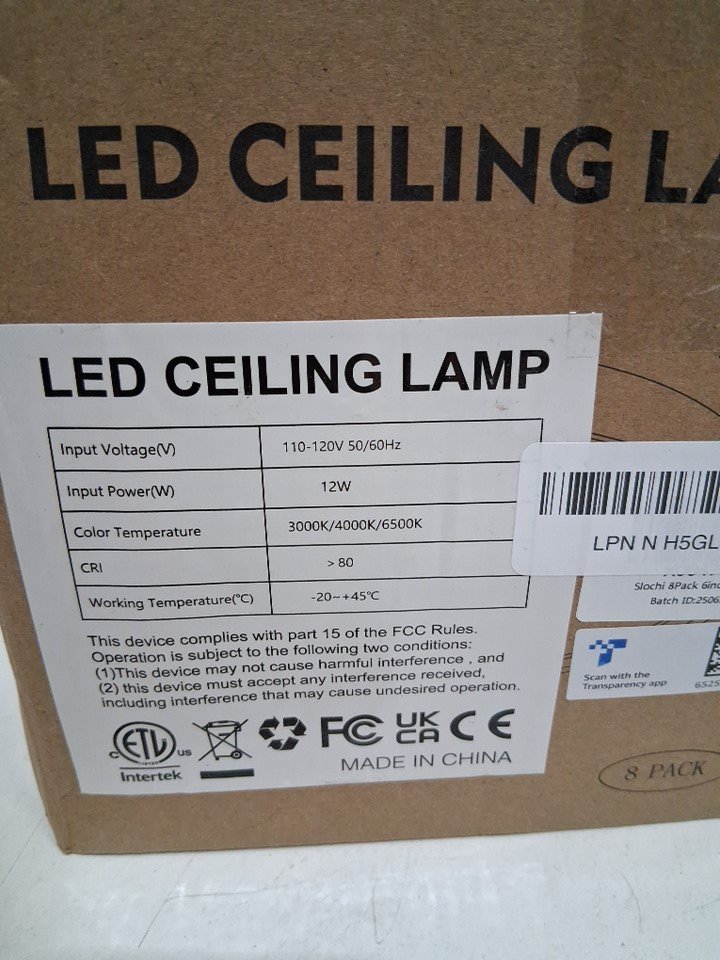 LED CEILING LA
LED CEILING LAMP
Input Voltage(V) 110-120V 50/60Hz
Input Power(W) 12W
Color Temperature 3000K/4000K/6500K
CRI >80
Working Temperature(℃) -20~+45℃
This device complies with part 15 of the FCC Rules.
Operation is subject to the following two conditions:
(1)This device may not cause harmful interference , and
(2) this device must accept any interference received,
including interference that may cause undesired operation.
C ETL US
LISTED
Intertek
FC
UK
CA
CE
MADE IN CHINA
LPN N H5GL
Slochi 8Pack 6inc
Batch ID:2506
Scan with the
Transparency app
6525
8 PACK